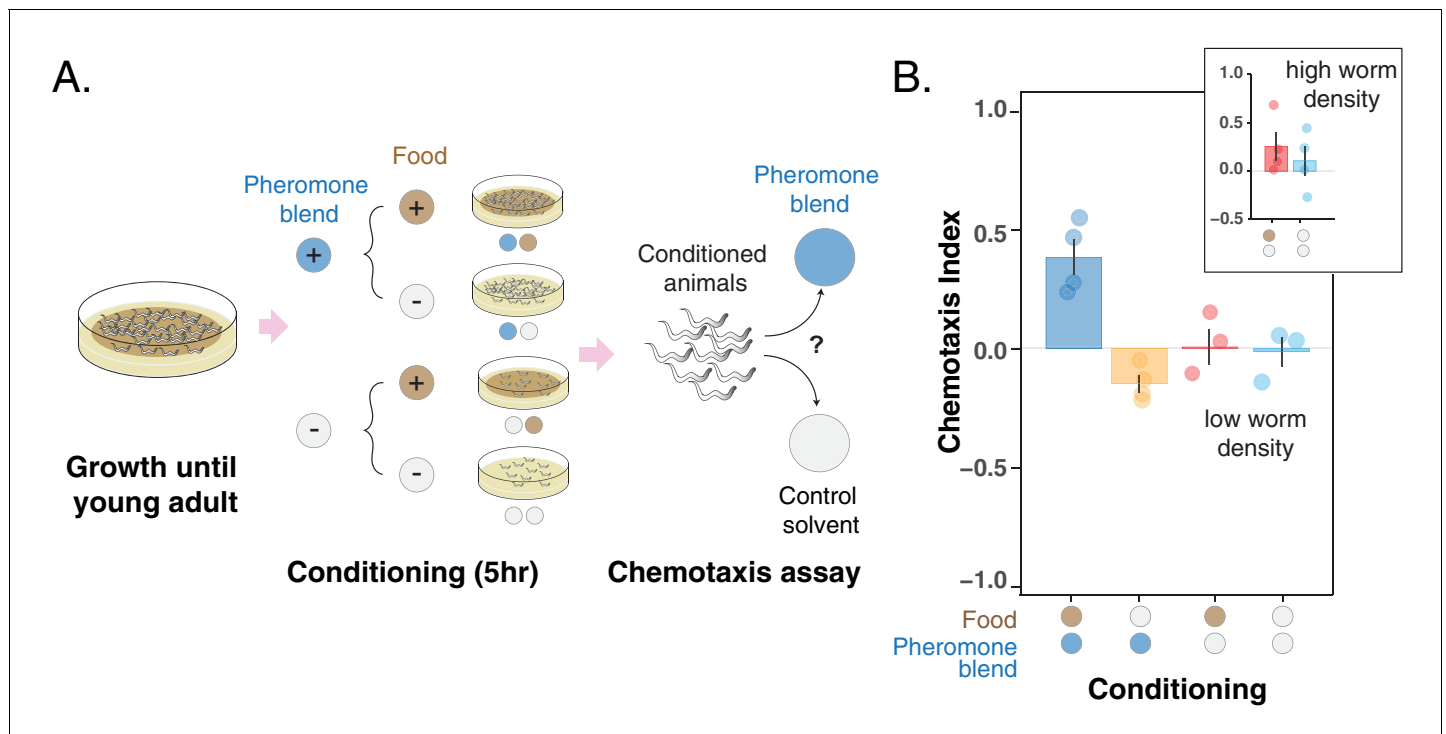 A.
Food
Pheromone
blend
+
+
-
-
+
-
Growth until
young adult
Conditioning (5hr)
Conditioned
animals
Pheromone
blend
?
Control
solvent
Chemotaxis assay
B.
high worm
density
1.0
0.5
0.0
−0.5
Chemotaxis Index
1.0
0.5
0.0
−0.5
−1.0
low worm
density
Food
Pheromone
blend
Conditioning